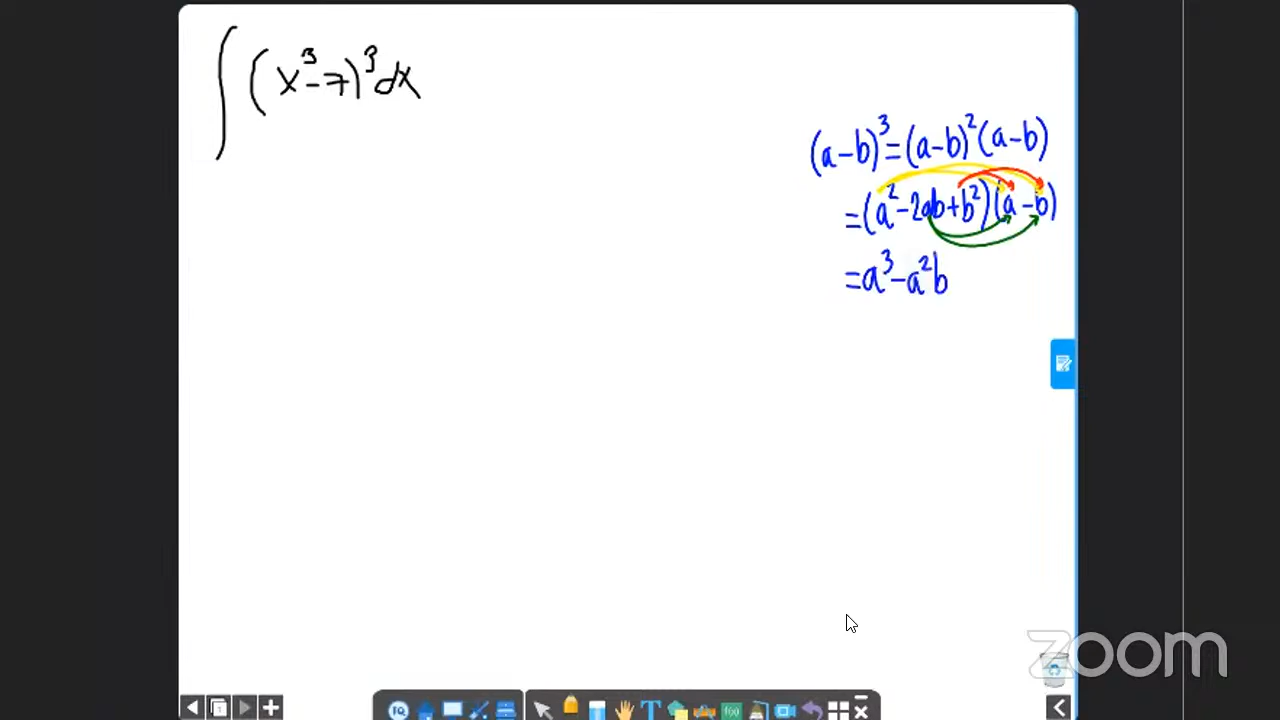 ∫(x³-7)³dx
(a-b)³=(a-b)²(a-b)
=(a²-2ab+b²)(a-b)
=a³-a²b
zoom